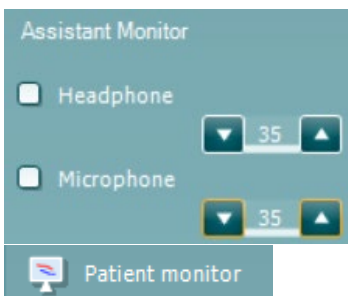 Assistant Monitor
Headphone
35
Microphone
35
Patient monitor